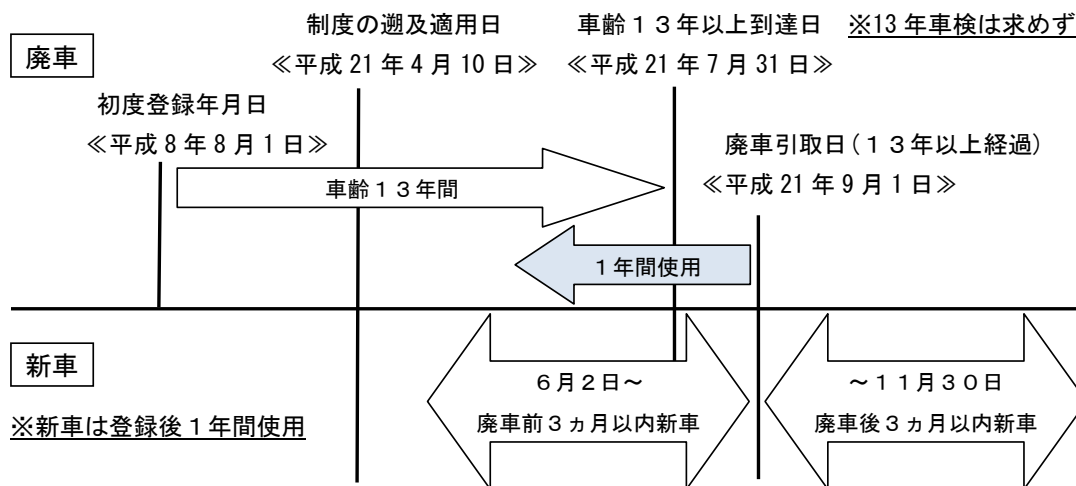 制度の遡及適用日
車齢１３年以上到達日
※13 年車検は求めず
廃車
≪平成 21 年 4 月 10 日≫
≪平成 21 年 7 月 31 日≫
初度登録年月日
≪平成 8 年 8 月 1 日≫
廃車引取日（１３年以上経過）
≪平成 21 年 9 月 1 日≫
車齢１３年間
１年間使用
新車
※新車は登録後１年間使用
６月２日～
廃車前３ヵ月以内新車
～１１月３０日
廃車後３ヵ月以内新車